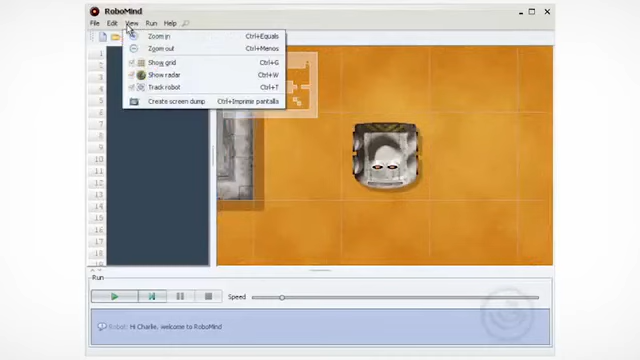 RoboMind
File Edit View Run Help
Zoom in Ctrl+Equals
Zoom out Ctrl+Menos
Show grid Ctrl+G
Show radar Ctrl+W
Track robot Ctrl+T
Create screen dump Ctrl+Imprime pantalla
1
2
3
4
5
6
7
8
9
10
11
12
13
14
15
16
17
18
19
Run
Speed
Robot: Hi Charlie, welcome to RoboMind